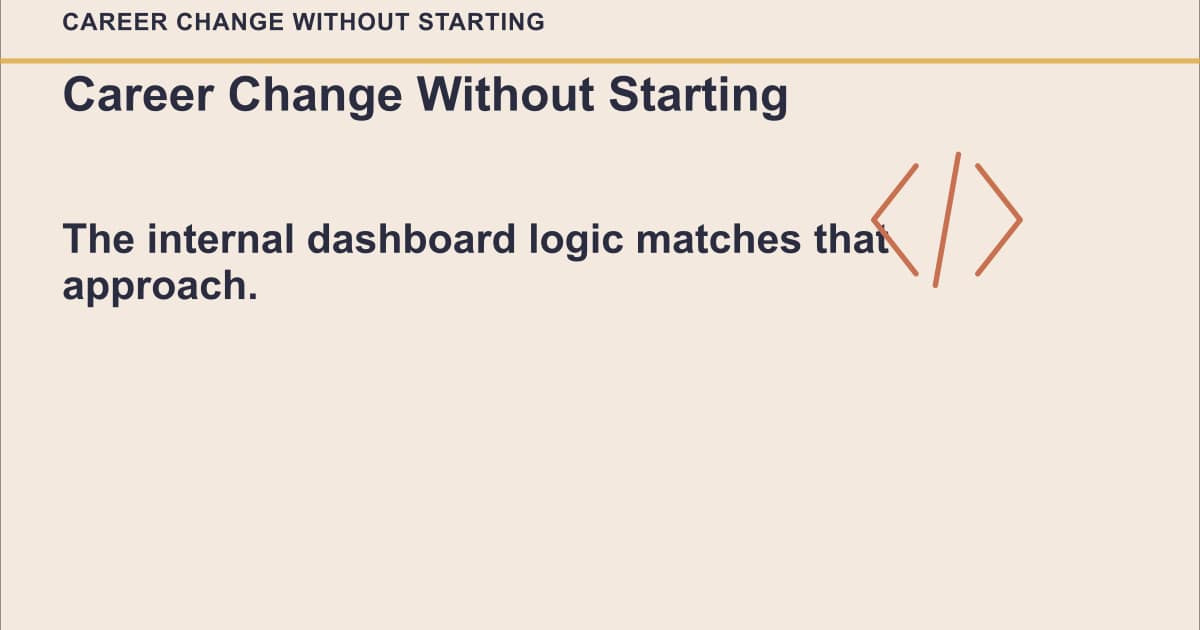 CAREER CHANGE WITHOUT STARTING
Career Change Without Starting
The internal dashboard logic matches that
approach.